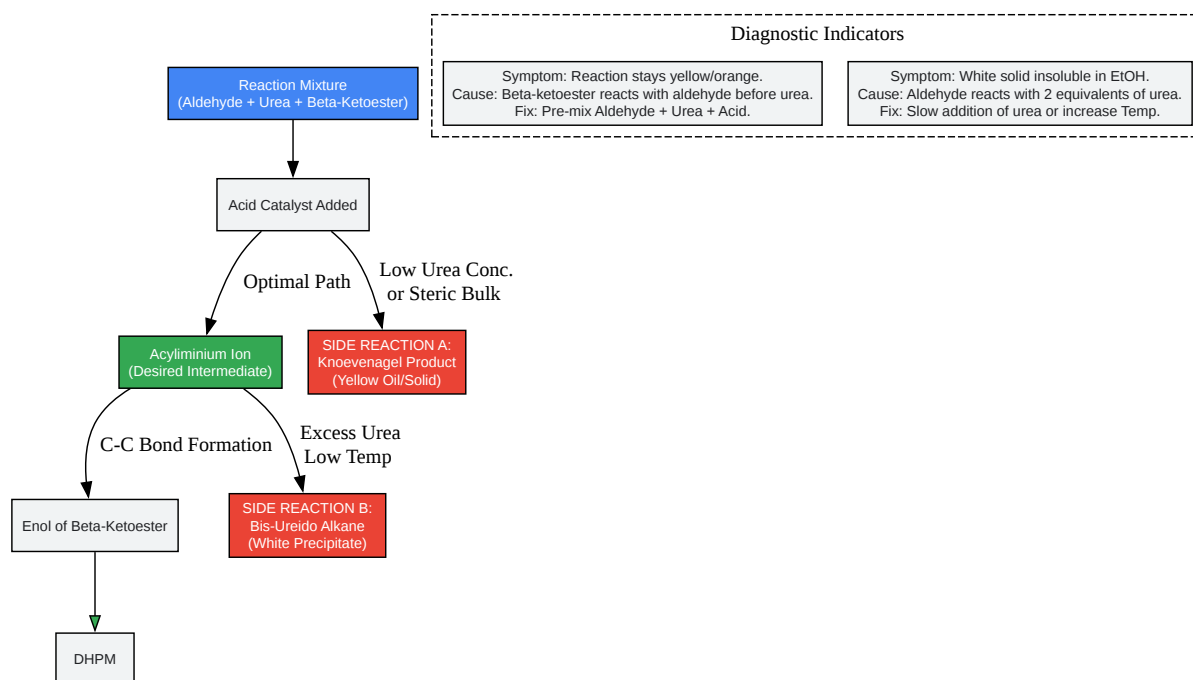 Diagnostic Indicators
Reaction Mixture
(Aldehyde + Urea + Beta-Ketoester)
Symptom: Reaction stays yellow/orange.
Cause: Beta-ketoester reacts with aldehyde before urea.
Fix: Pre-mix Aldehyde + Urea + Acid.
Symptom: White solid insoluble in EtOH.
Cause: Aldehyde reacts with 2 equivalents of urea.
Fix: Slow addition of urea or increase Temp.
Acid Catalyst Added
Optimal Path
Low Urea Conc.
or Steric Bulk
Acyliminium Ion
(Desired Intermediate)
SIDE REACTION A:
Knoevenagel Product
(Yellow Oil/Solid)
C-C Bond Formation
Excess Urea
Low Temp
Enol of Beta-Ketoester
SIDE REACTION B:
Bis-Ureido Alkane
(White Precipitate)
DHPM